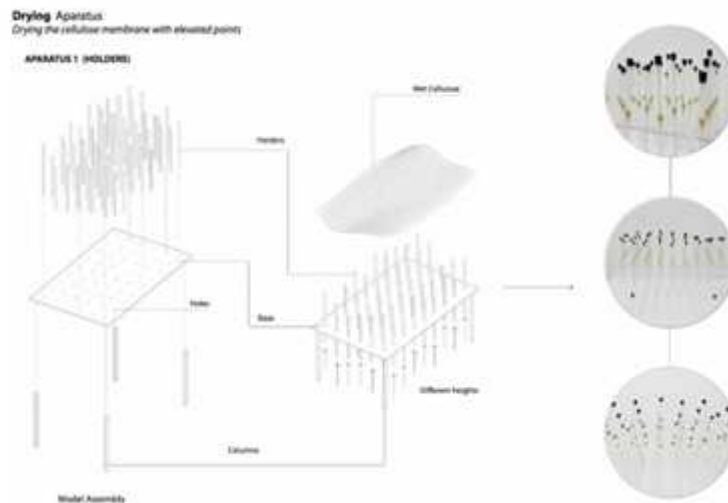 Drying Aparatus
Drying the cellulose membrane with elevated points
APARATUS 1 (HOLDERS)
Wet Cellulose
Holders
Holes
Base
Different heights
Columns
Model Assembly